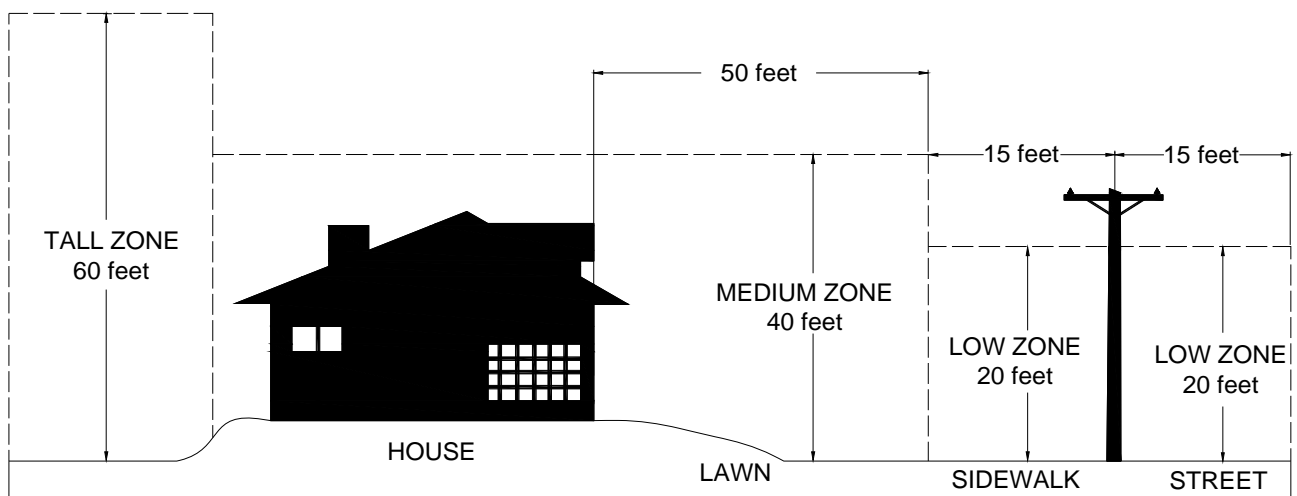 50 feet
15 feet
15 feet
TALL ZONE
60 feet
MEDIUM ZONE
40 feet
LOW ZONE
20 feet
LOW ZONE
20 feet
HOUSE
LAWN
SIDEWALK
STREET